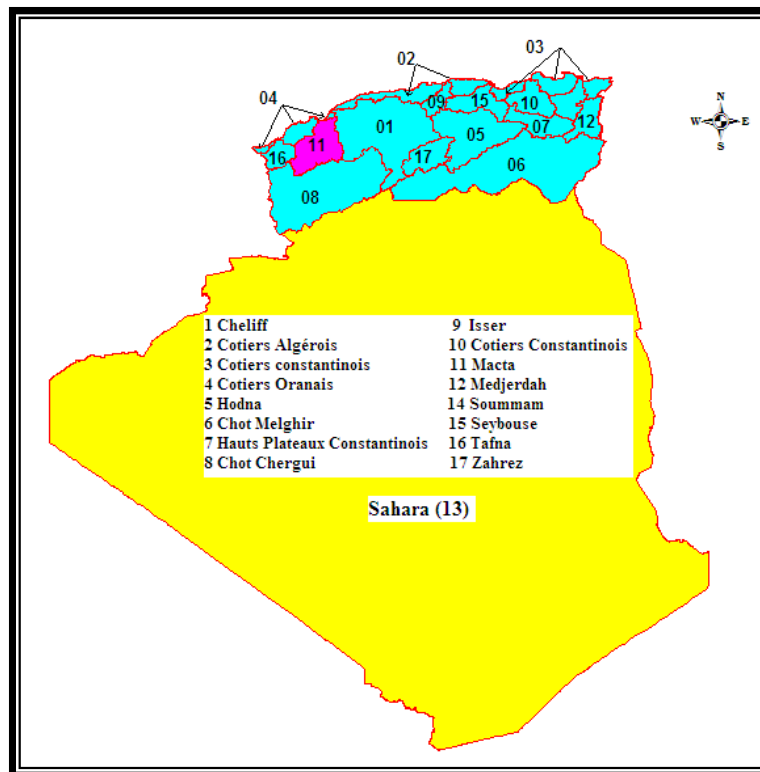 02
03
04
09
15
10
01
12
07
05
11
16
17
06
08
N
W
E
S
1 Cheliff
2 Cotiers Algérois
3 Cotiers constantinois
4 Cotiers Oranais
5 Hodna
6 Chot Melghir
7 Hauts Plateaux Constantinois
8 Chot Chergui
9 Isser
10 Cotiers Constantinois
11 Macta
12 Medjerdah
14 Soummam
15 Seybouse
16 Tafna
17 Zahrez
Sahara (13)